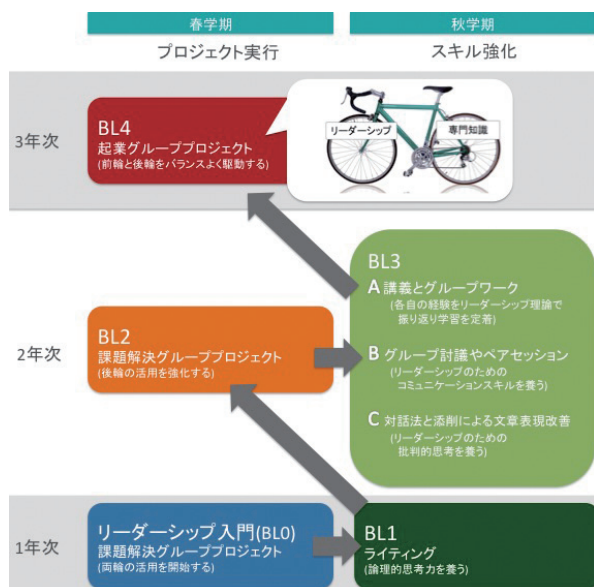 春学期
秋学期
プロジェクト実行
スキル強化
3年次
BL4
起業グループプロジェクト
(前輪と後輪をバランスよく駆動する)
リーダーシップ
専門知識
2年次
BL2
課題解決グループプロジェクト
(後輪の活用を強化する)
BL3
A 講義とグループワーク
(各自の経験をリーダーシップ理論で
振り返り学習を定着)
B グループ討議やペアセッション
(リーダーシップのための
コミュニケーションスキルを養う)
C 対話法と添削による文章表現改善
(リーダーシップのための
批判的思考を養う)
1年次
リーダーシップ入門(BL0)
課題解決グループプロジェクト
(両輪の活用を開始する)
BL1
ライティング
(論理的思考力を養う)